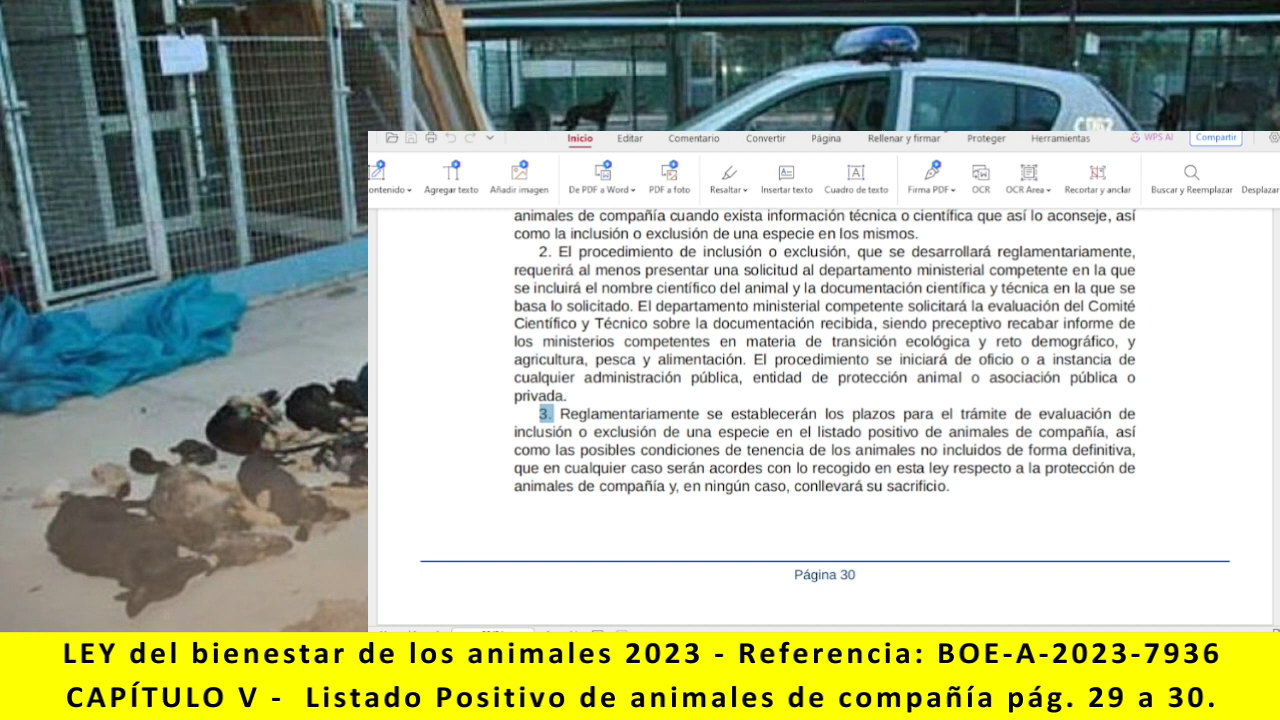 Inicio Editar Comentario Convertir Página Rellenar y firmar Proteger Herramientas WPS AI Compartir
ontenido Agregar texto Añadir imagen De PDF a Word PDF a foto Resaltar Insertar texto Cuadro de texto Firma PDF OCR OCR Area Recortar y anclar Buscar y Reemplazar Desplazar
animales de compañía cuando exista información técnica o científica que así lo aconseje, así
como la inclusión o exclusión de una especie en los mismos.
2. El procedimiento de inclusión o exclusión, que se desarrollará reglamentariamente,
requerirá al menos presentar una solicitud al departamento ministerial competente en la que
se incluirá el nombre científico del animal y la documentación científica y técnica en la que se
basa lo solicitado. El departamento ministerial competente solicitará la evaluación del Comité
Científico y Técnico sobre la documentación recibida, siendo preceptivo recabar informe de
los ministerios competentes en materia de transición ecológica y reto demográfico, y
agricultura, pesca y alimentación. El procedimiento se iniciará de oficio o a instancia de
cualquier administración pública, entidad de protección animal o asociación pública o
privada.
3. Reglamentariamente se establecerán los plazos para el trámite de evaluación de
inclusión o exclusión de una especie en el listado positivo de animales de compañía, así
como las posibles condiciones de tenencia de los animales no incluidos de forma definitiva,
que en cualquier caso serán acordes con lo recogido en esta ley respecto a la protección de
animales de compañía y, en ningún caso, conllevará su sacrificio.
Página 30
LEY del bienestar de los animales 2023 - Referencia: BOE-A-2023-7936
CAPÍTULO V - Listado Positivo de animales de compañía pág. 29 a 30.